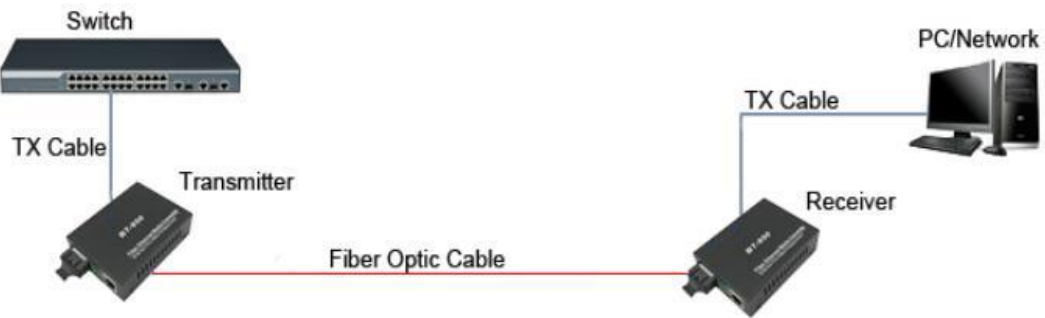 Switch
PC/Network
TX Cable
TX Cable
Transmitter
Receiver
Fiber Optic Cable